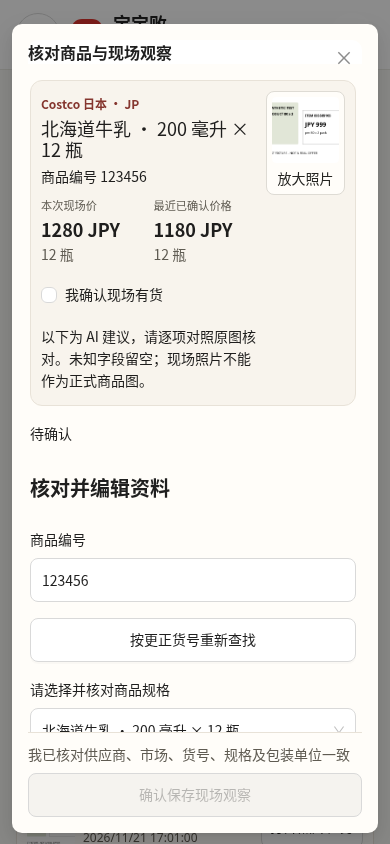 核对商品与现场观察
Costco 日本 · JP
北海道牛乳 · 200 毫升 ×
12 瓶
商品编号 123456
JPY 999
放大照片
本次现场价
最近已确认价格
1280 JPY
1180 JPY
12 瓶
12 瓶
我确认现场有货
以下为 AI 建议，请逐项对照原图核
对。未知字段留空；现场照片不能
作为正式商品图。
待确认
核对并编辑资料
商品编号
123456
按更正货号重新查找
请选择并核对商品规格
北海道牛乳 · 200 毫升 × 12 瓶
我已核对供应商、市场、货号、规格及包装单位一致
确认保存现场观察
2026/11/21 17:01:00